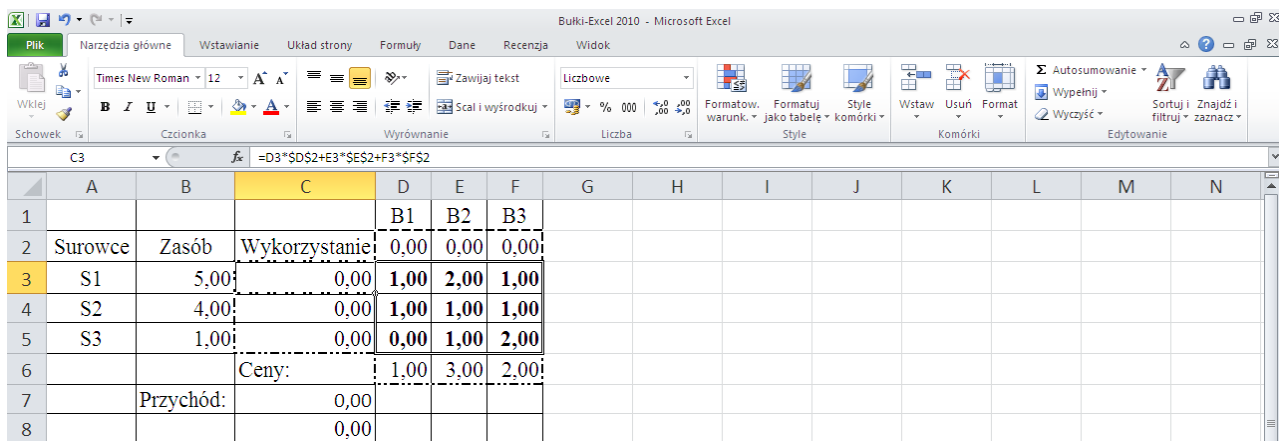 Bułki-Excel 2010 - Microsoft Excel
Plik Narzędzia główne Wstawianie Układ strony Formuły Dane Recenzja Widok
Wklej
Schowek
Times New Roman 12 A A
B I U A
Czcionka
Zawijaj tekst
Scal i wyśrodkuj
Wyrównanie
Liczbowe
% 000 ,0 ,00 ,00 ,0
Liczba
Formatow. warunk. Formatuj jako tabelę Style komórki
Style
Wstaw Usuń Format
Komórki
Σ Autosumowanie
Wypełnij
Wyczyść
Sortuj i filtruj Znajdź i zaznacz
Edytowanie
C3 fx =D3*$D$2+E3*$E$2+F3*$F$2
A B C D E F G H I J K L M N
1 B1 B2 B3
2 Surowce Zasób Wykorzystanie 0,00 0,00 0,00
3 S1 5,00 0,00 1,00 2,00 1,00
4 S2 4,00 0,00 1,00 1,00 1,00
5 S3 1,00 0,00 0,00 1,00 2,00
6 Ceny: 1,00 3,00 2,00
7 Przychód: 0,00
8 0,00